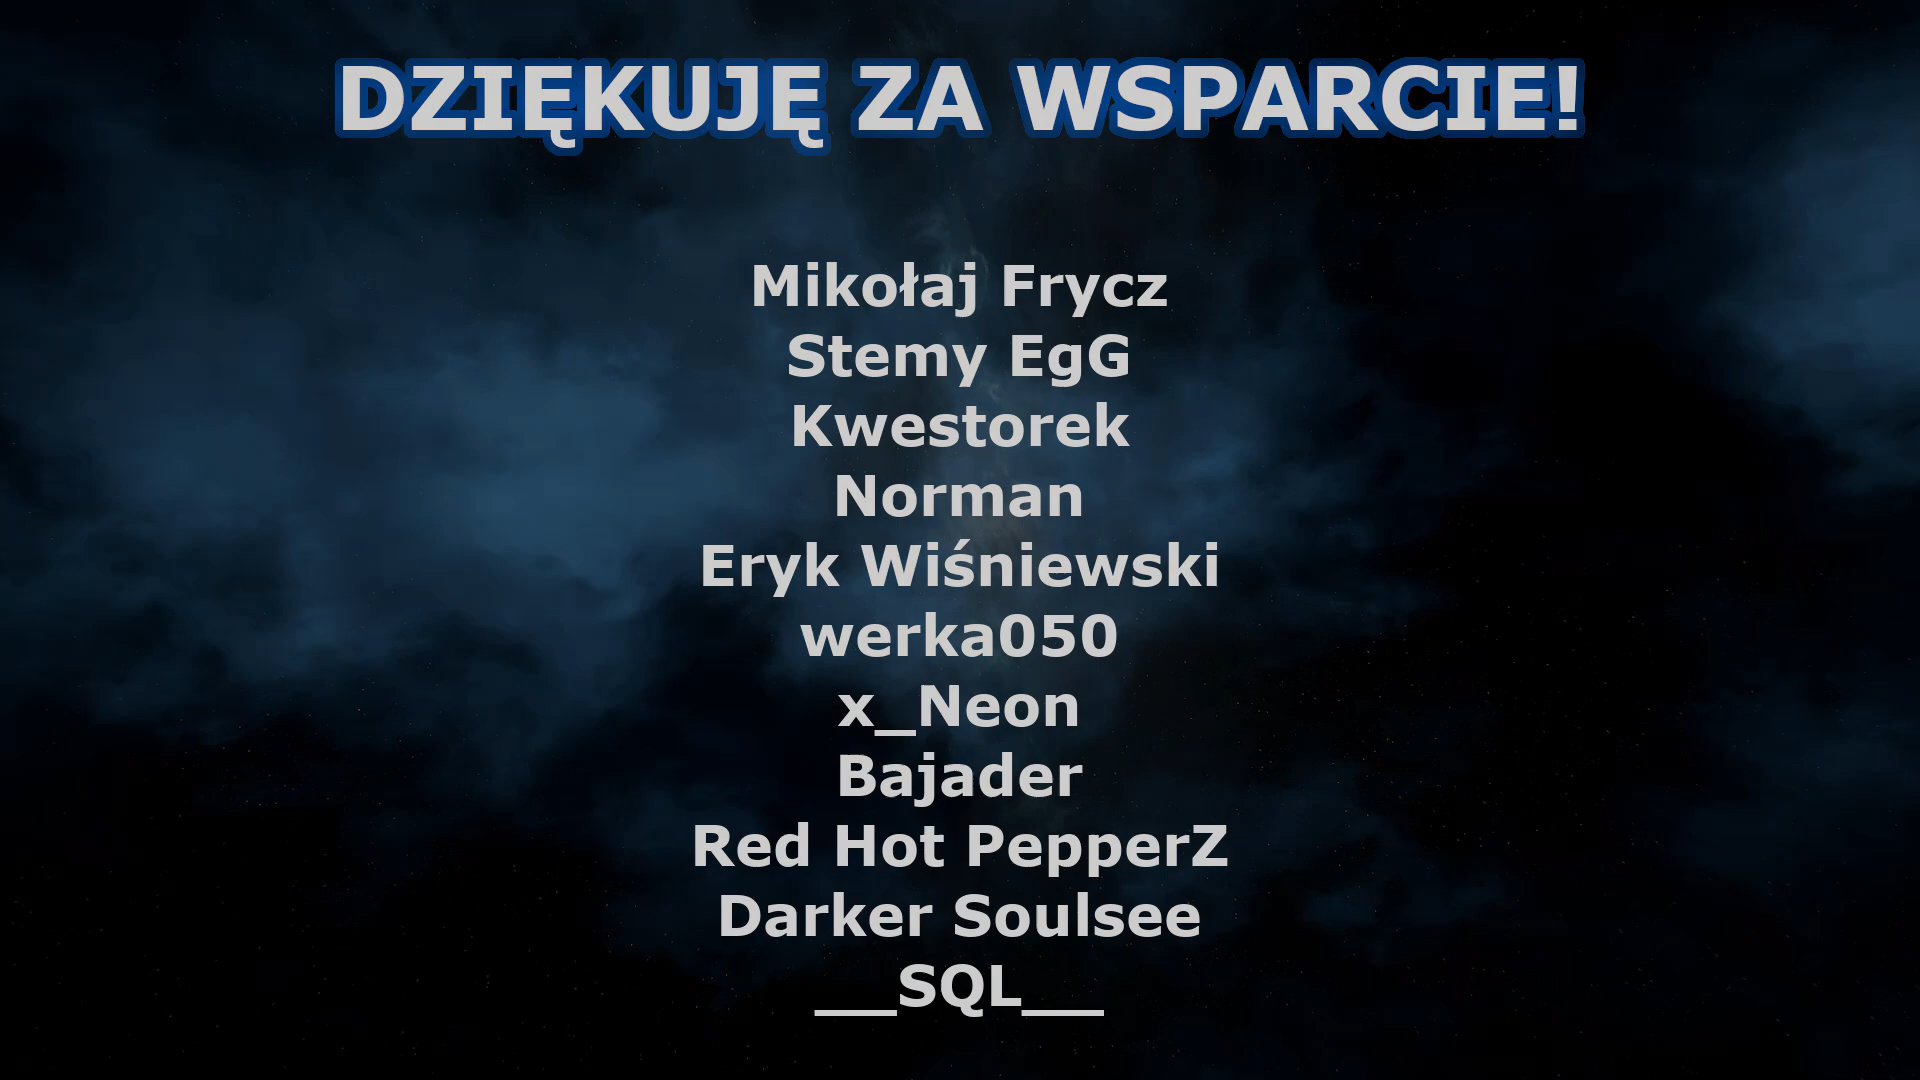 DZIĘKUJĘ ZA WSPARCIE!
Mikołaj Frycz
Stemy EgG
Kwestorek
Norman
Eryk Wiśniewski
werka050
x_Neon
Bajader
Red Hot PepperZ
Darker Soulsee
__SQL__